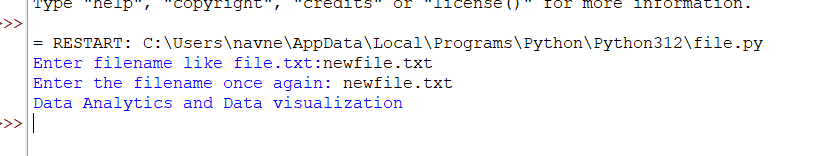 Type "help", "copyright", "credits" or "license()" for more information.
>>>
= RESTART: C:\Users\navne\AppData\Local\Programs\Python\Python312\file.py
Enter filename like file.txt:newfile.txt
Enter the filename once again: newfile.txt
Data Analytics and Data visualization
>>>